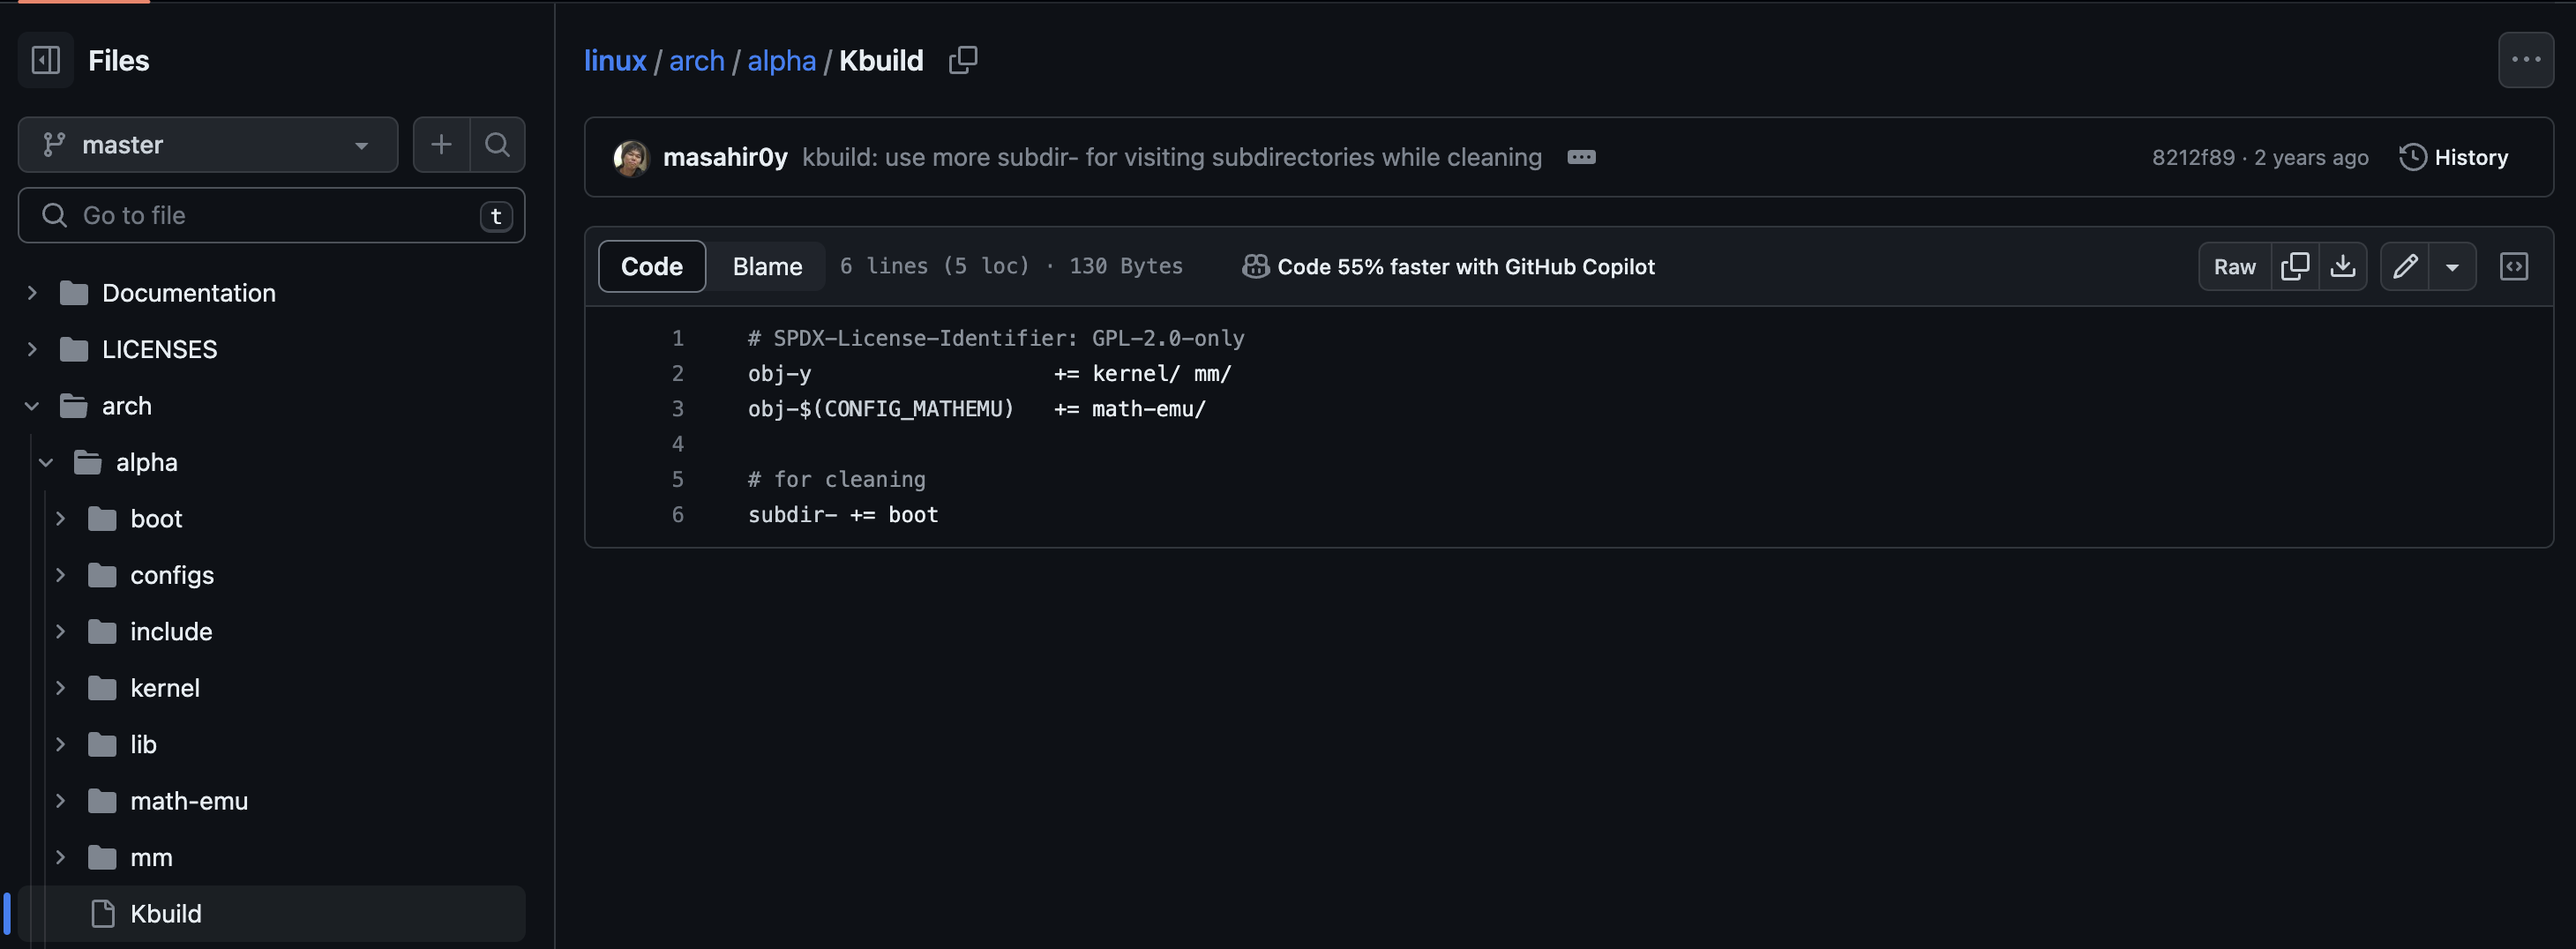 Files
master
Go to file
t
Documentation
LICENSES
arch
alpha
boot
configs
include
kernel
lib
math-emu
mm
Kbuild
linux / arch / alpha / Kbuild
masahir0y kbuild: use more subdir- for visiting subdirectories while cleaning
8212f89 · 2 years ago
History
Code
Blame
6 lines (5 loc) · 130 Bytes
Code 55% faster with GitHub Copilot
Raw
1 # SPDX-License-Identifier: GPL-2.0-only
2 obj-y += kernel/ mm/
3 obj-$(CONFIG_MATHEMU) += math-emu/
4
5 # for cleaning
6 subdir- += boot